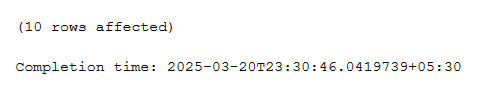 (10 rows affected)
Completion time: 2025-03-20T23:30:46.0419739+05:30